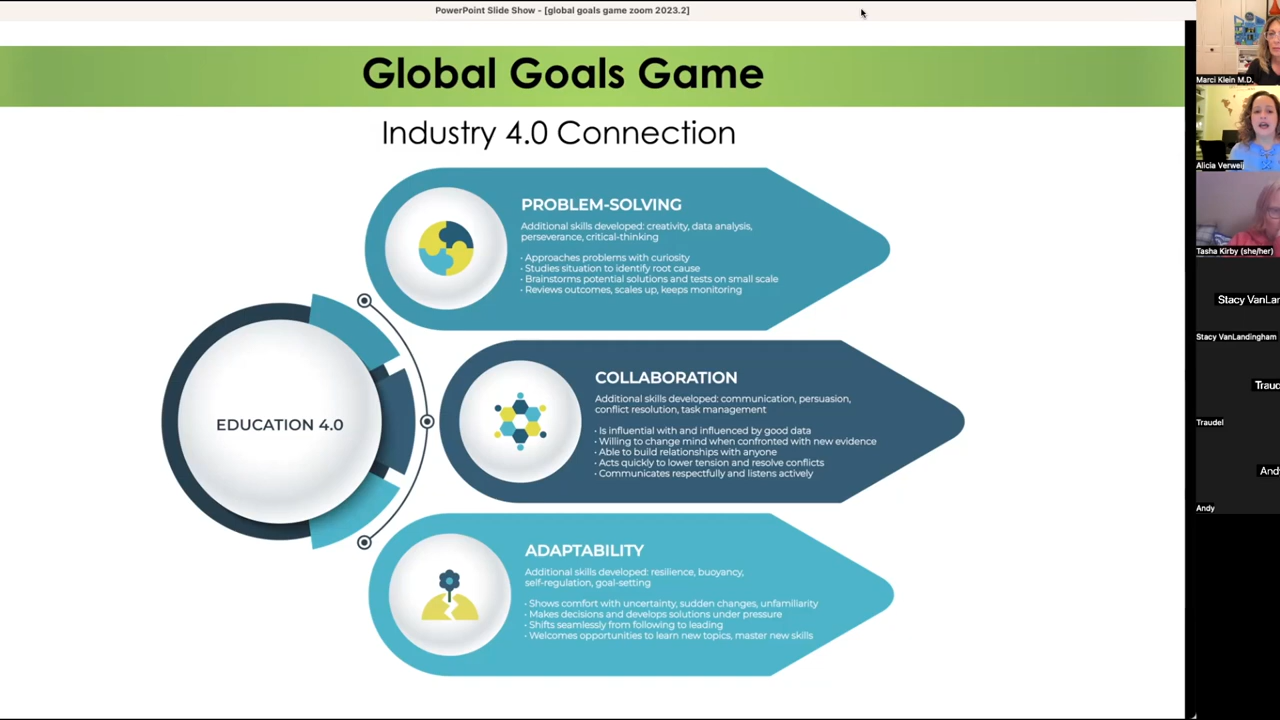 PowerPoint Slide Show - [global goals game zoom 2023.2]
Global Goals Game
Industry 4.0 Connection
PROBLEM-SOLVING
Additional skills developed: creativity, data analysis,
perseverance, critical-thinking
· Approaches problems with curiosity
· Studies situation to identify root cause
· Brainstorms potential solutions and tests on small scale
· Reviews outcomes, scales up, keeps monitoring
EDUCATION 4.0
COLLABORATION
Additional skills developed: communication, persuasion,
conflict resolution, task management
· Is influential with and influenced by good data
· Willing to change mind when confronted with new evidence
· Able to build relationships with anyone
· Acts quickly to lower tension and resolve conflicts
· Communicates respectfully and listens actively
ADAPTABILITY
Additional skills developed: resilience, buoyancy,
self-regulation, goal-setting
· Shows comfort with uncertainty, sudden changes, unfamiliarity
· Makes decisions and develops solutions under pressure
· Shifts seamlessly from following to leading
· Welcomes opportunities to learn new topics, master new skills
Marci Klein M.D.
Alicia Verweij
Tasha Kirby (she/her)
Stacy VanLan
Stacy VanLandingham
Traud
Traudel
Andy
Andy